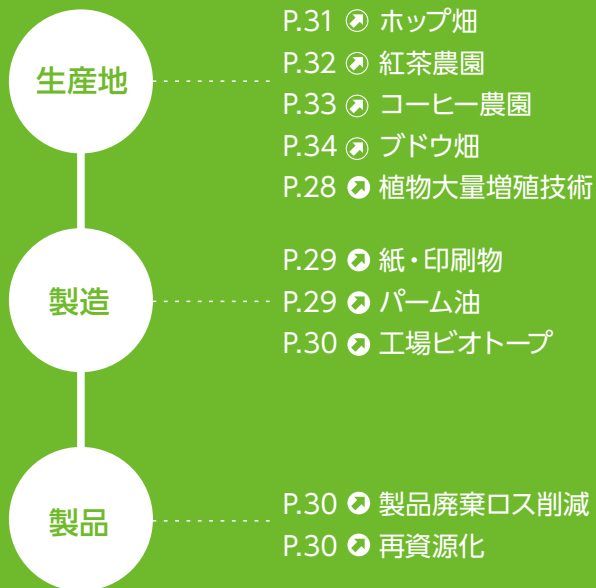 生産地
P.31 ホップ畑
P.32 紅茶農園
P.33 コーヒー農園
P.34 ブドウ畑
P.28 植物大量増殖技術
製造
P.29 紙・印刷物
P.29 パーム油
P.30 工場ビオトープ
製品
P.30 製品廃棄ロス削減
P.30 再資源化